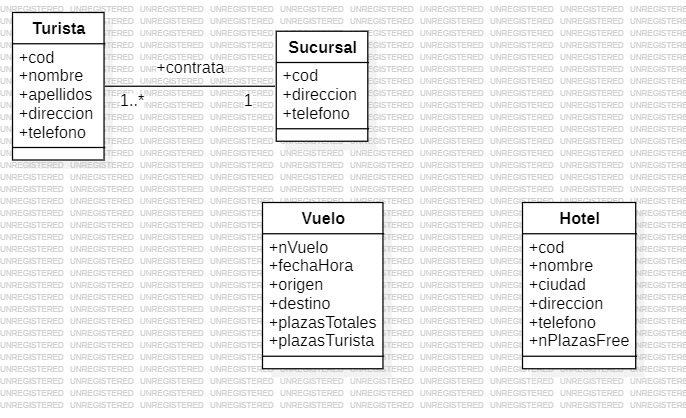 Turista
+cod
+nombre
+apellidos
+direccion
+telefono
+contrata
1..*
1
Sucursal
+cod
+direccion
+telefono
Vuelo
+nVuelo
+fechaHora
+origen
+destino
+plazasTotales
+plazasTurista
Hotel
+cod
+nombre
+ciudad
+direccion
+telefono
+nPlazasFree
UNREGISTERED